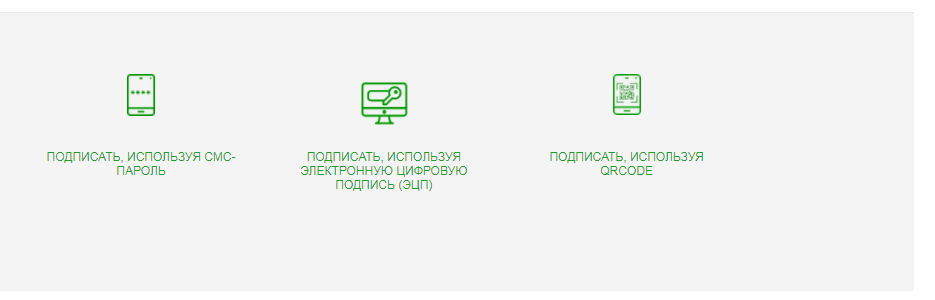 ПОДПИСАТЬ, ИСПОЛЬЗУЯ СМС-
ПАРОЛЬ
ПОДПИСАТЬ, ИСПОЛЬЗУЯ
ЭЛЕКТРОННУЮ ЦИФРОВУЮ
ПОДПИСЬ (ЭЦП)
ПОДПИСАТЬ, ИСПОЛЬЗУЯ
QRCODE